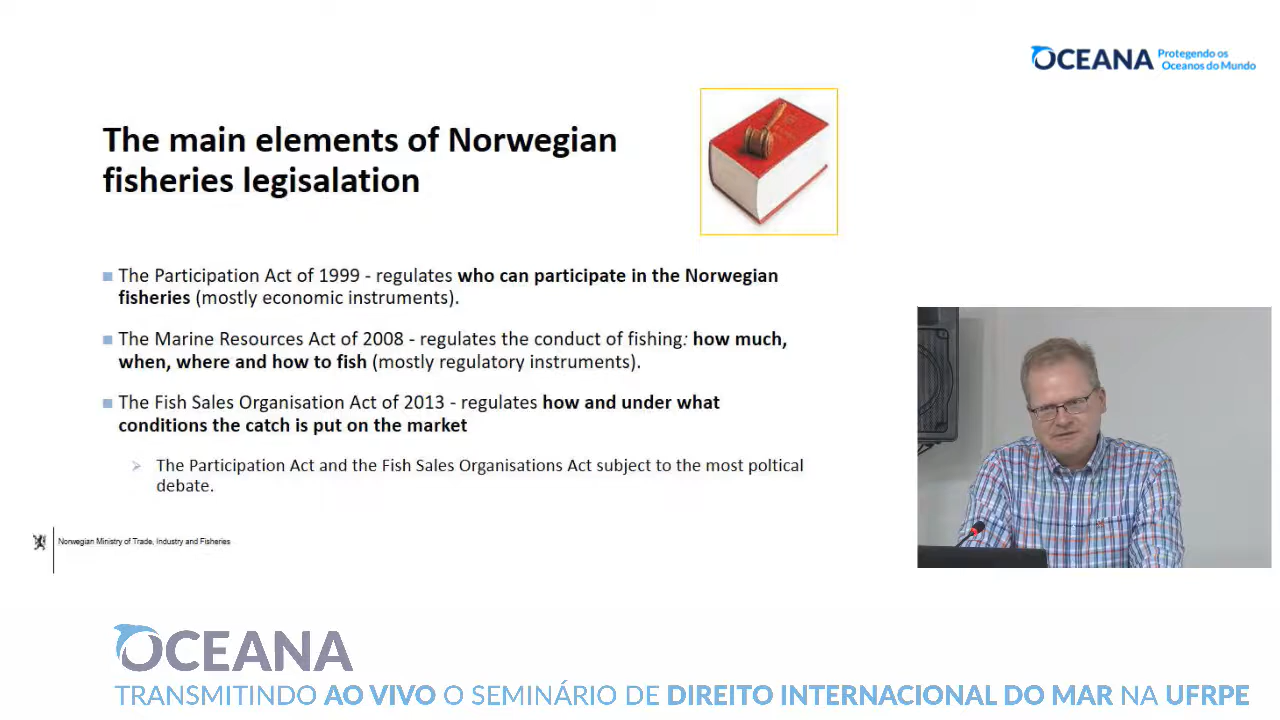 OCEANA Protegendo os
Oceanos do Mundo
The main elements of Norwegian
fisheries legisalation
The Participation Act of 1999 - regulates who can participate in the Norwegian
fisheries (mostly economic instruments).
The Marine Resources Act of 2008 - regulates the conduct of fishing: how much,
when, where and how to fish (mostly regulatory instruments).
The Fish Sales Organisation Act of 2013 - regulates how and under what
conditions the catch is put on the market
The Participation Act and the Fish Sales Organisations Act subject to the most poltical
debate.
Norwegian Ministry of Trade, Industry and Fisheries
OCEANA
TRANSMITINDO AO VIVO O SEMINÁRIO DE DIREITO INTERNACIONAL DO MAR NA UFRPE